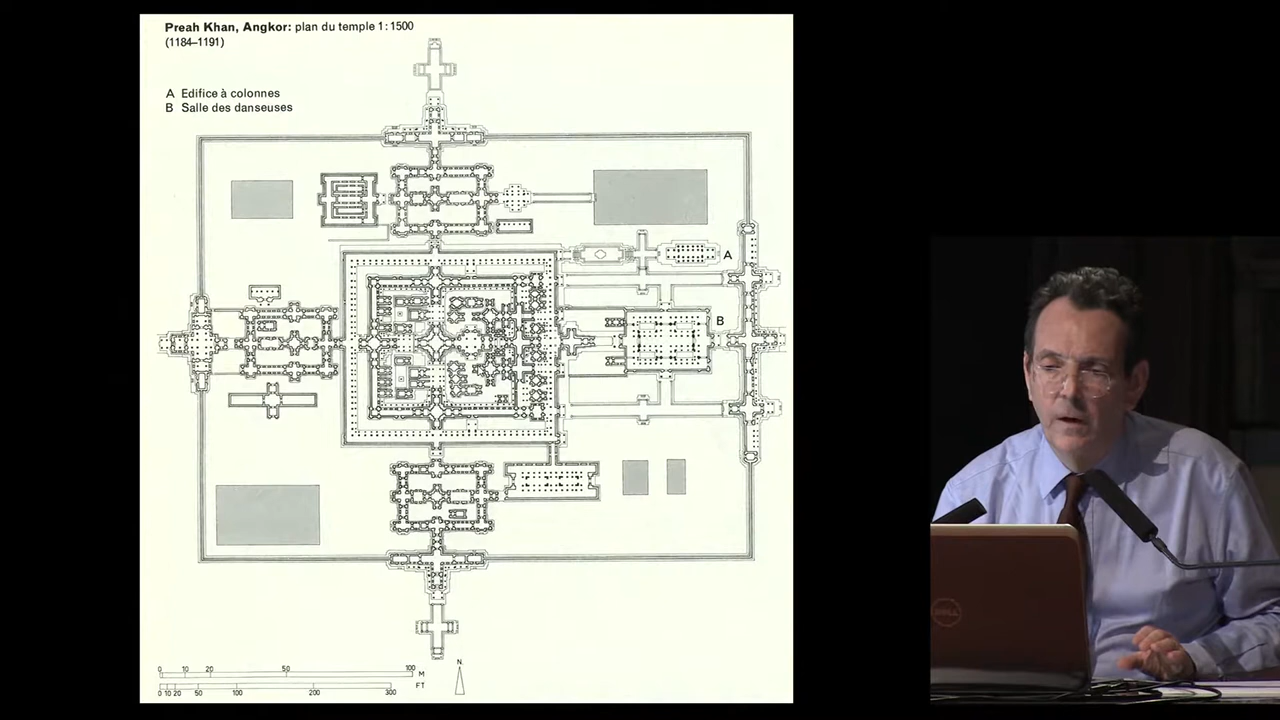 Preah Khan, Angkor: plan du temple 1:1500
(1184–1191)
A Edifice à colonnes
B Salle des danseuses
A
B
0 10 20 50 100 M
0 10 20 50 100 200 300 FT
N
DELL